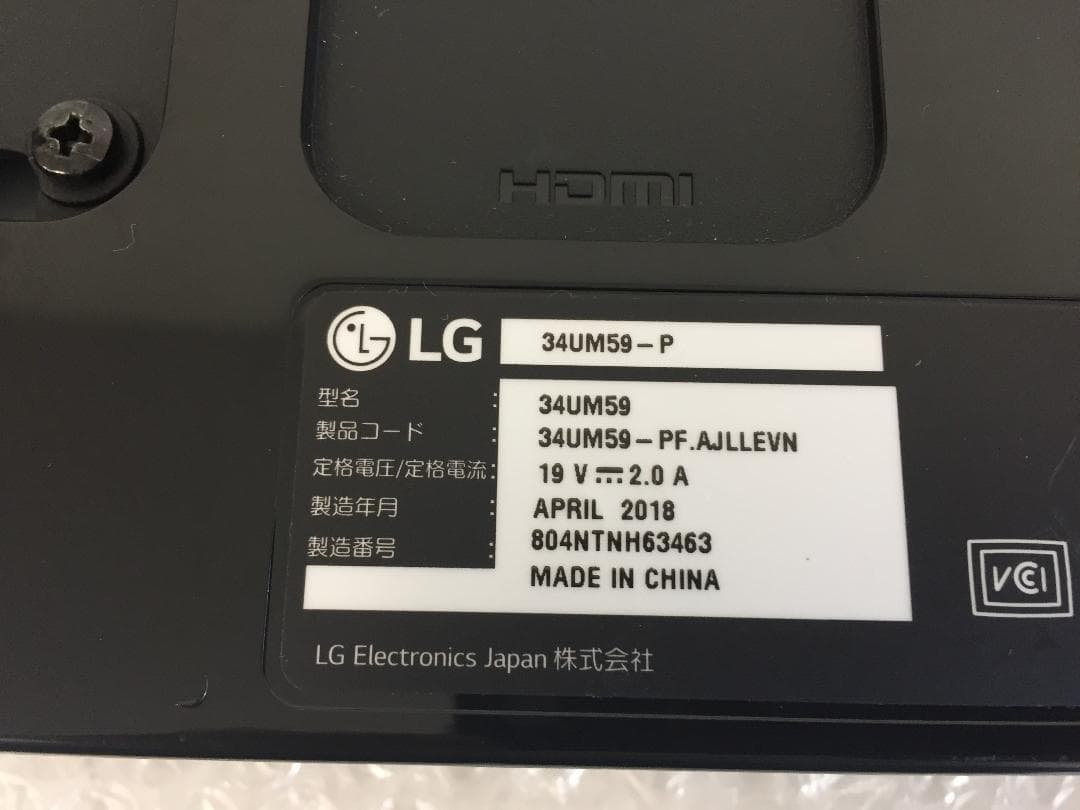 HDMI
LG 34UM59-P
型名 : 34UM59
製品コード : 34UM59-PF.AJLLEVN
定格電圧/定格電流: 19 V⎓2.0 A
製造年月 : APRIL 2018
製造番号 : 804NTNH63463
MADE IN CHINA
VCCI
LG Electronics Japan 株式会社